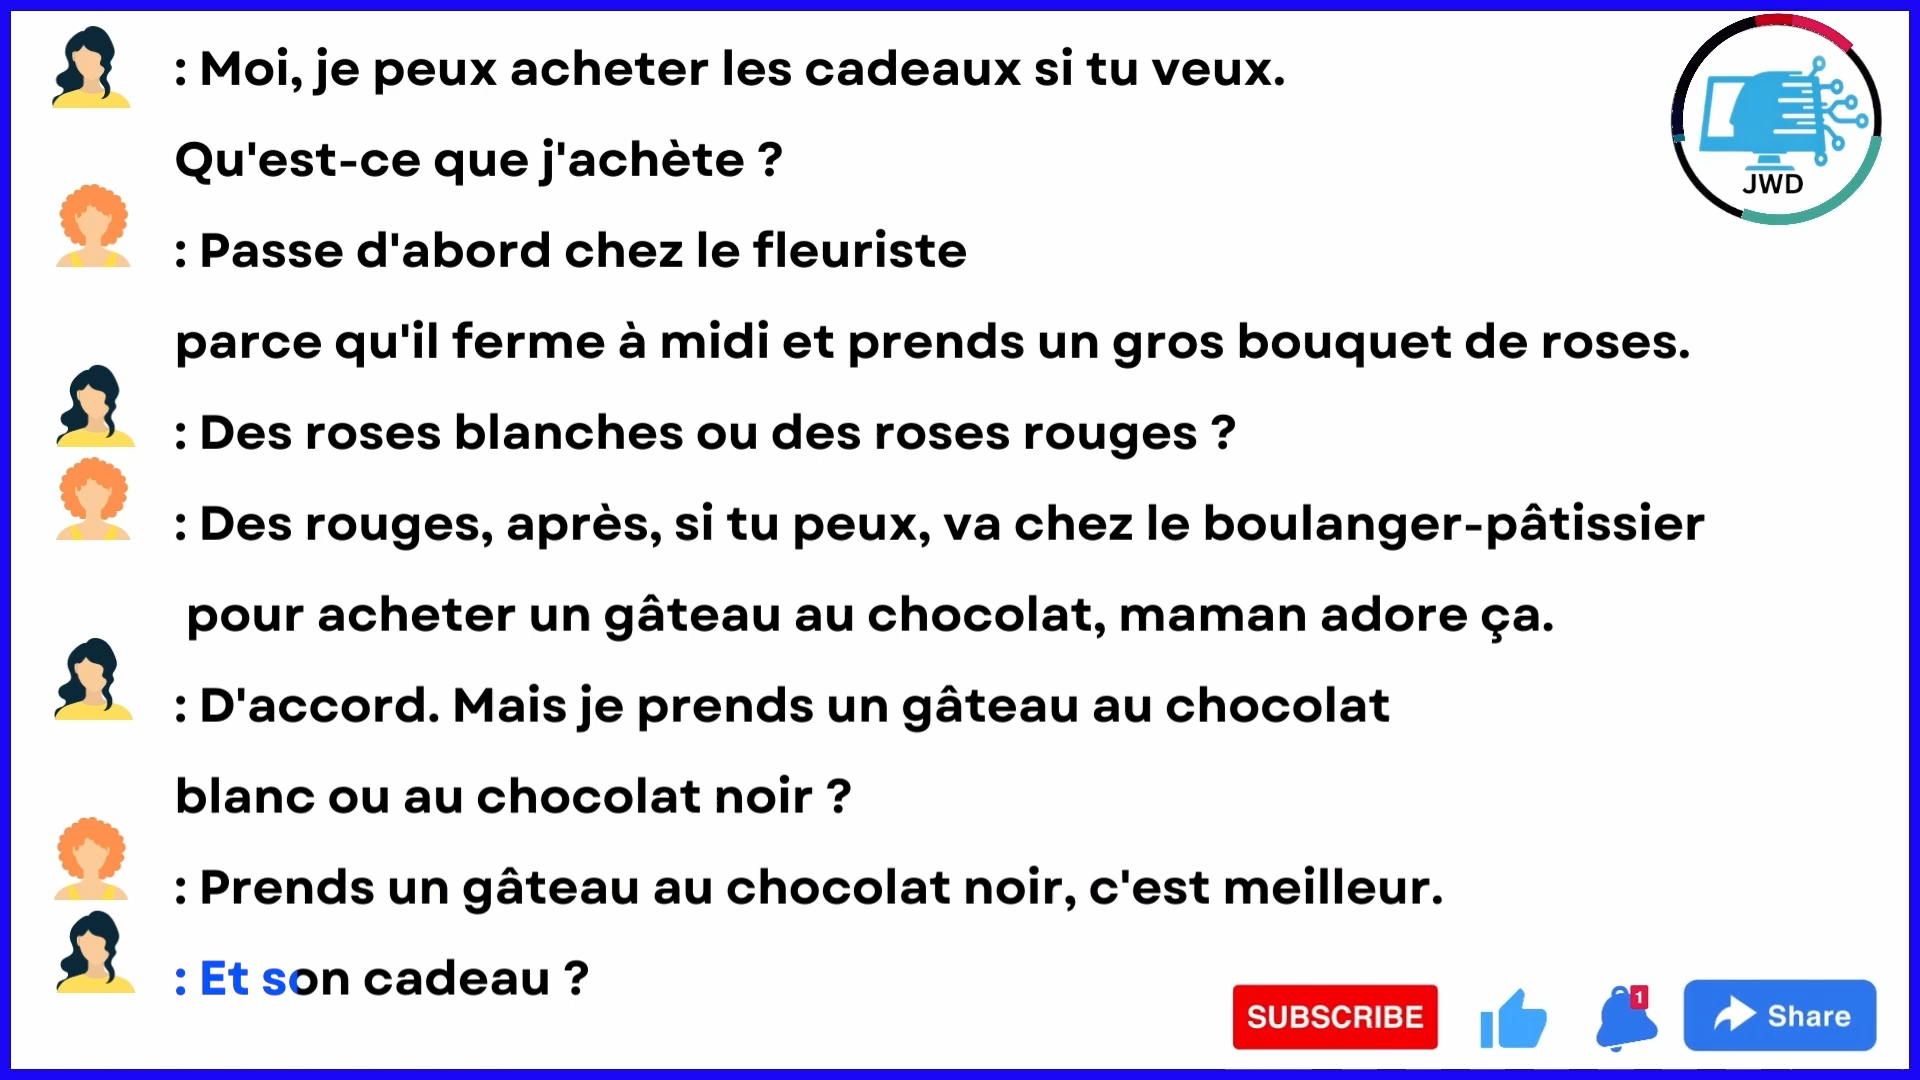 : Moi, je peux acheter les cadeaux si tu veux.
Qu'est-ce que j'achète ?
: Passe d'abord chez le fleuriste
parce qu'il ferme à midi et prends un gros bouquet de roses.
: Des roses blanches ou des roses rouges ?
: Des rouges, après, si tu peux, va chez le boulanger-pâtissier
pour acheter un gâteau au chocolat, maman adore ça.
: D'accord. Mais je prends un gâteau au chocolat
blanc ou au chocolat noir ?
: Prends un gâteau au chocolat noir, c'est meilleur.
: Et son cadeau ?
JWD
SUBSCRIBE
1
Share